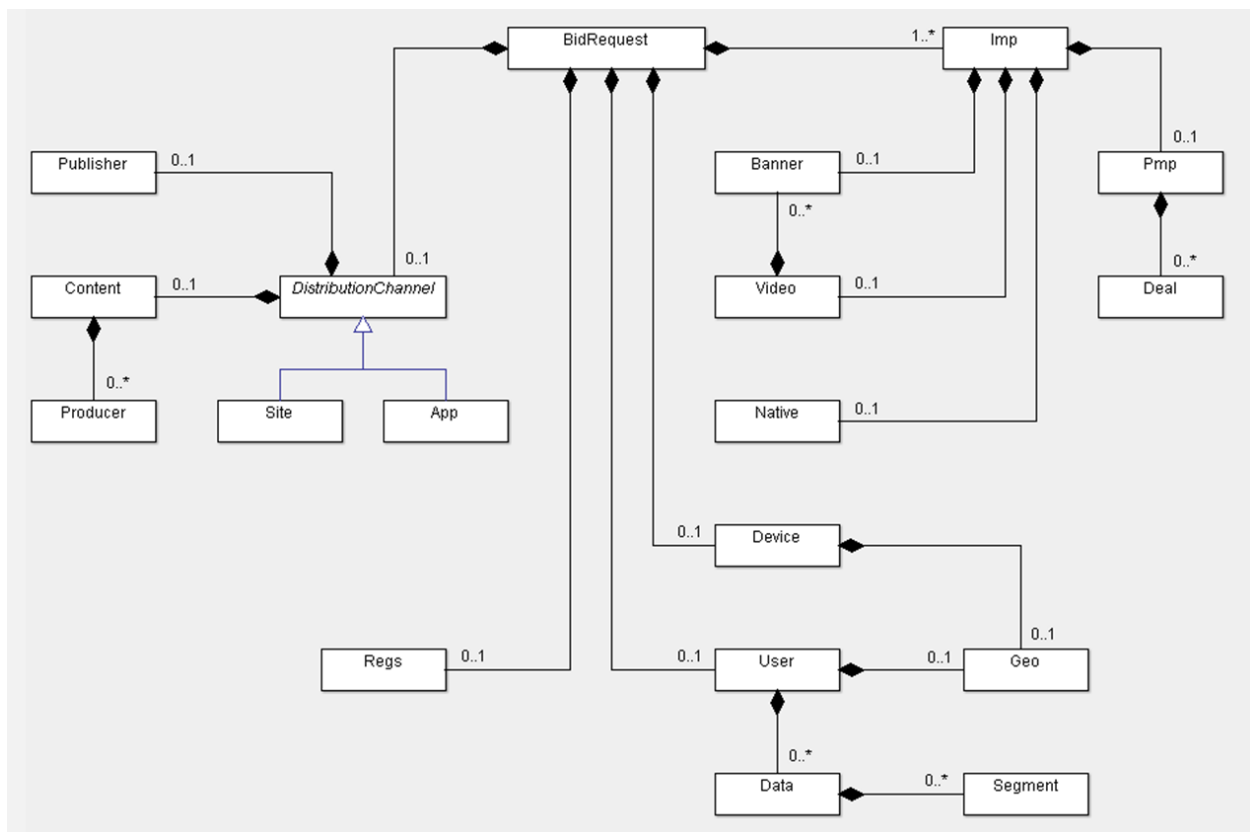 BidRequest
1..*
Imp
Publisher
0..1
Banner
0..1
0..1
Pmp
0..*
0..1
Content
0..1
DistributionChannel
Video
0..1
0..*
Deal
0..*
Producer
Site
App
Native
0..1
0..1
Device
0..1
Regs
0..1
0..1
User
0..1
Geo
0..*
Data
0..*
Segment